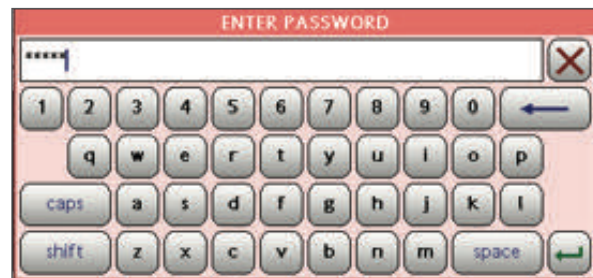 ENTER PASSWORD
*****
1 2 3 4 5 6 7 8 9 0
q w e r t y u i o p
caps a s d f g h j k l
shift z x c v b n m space